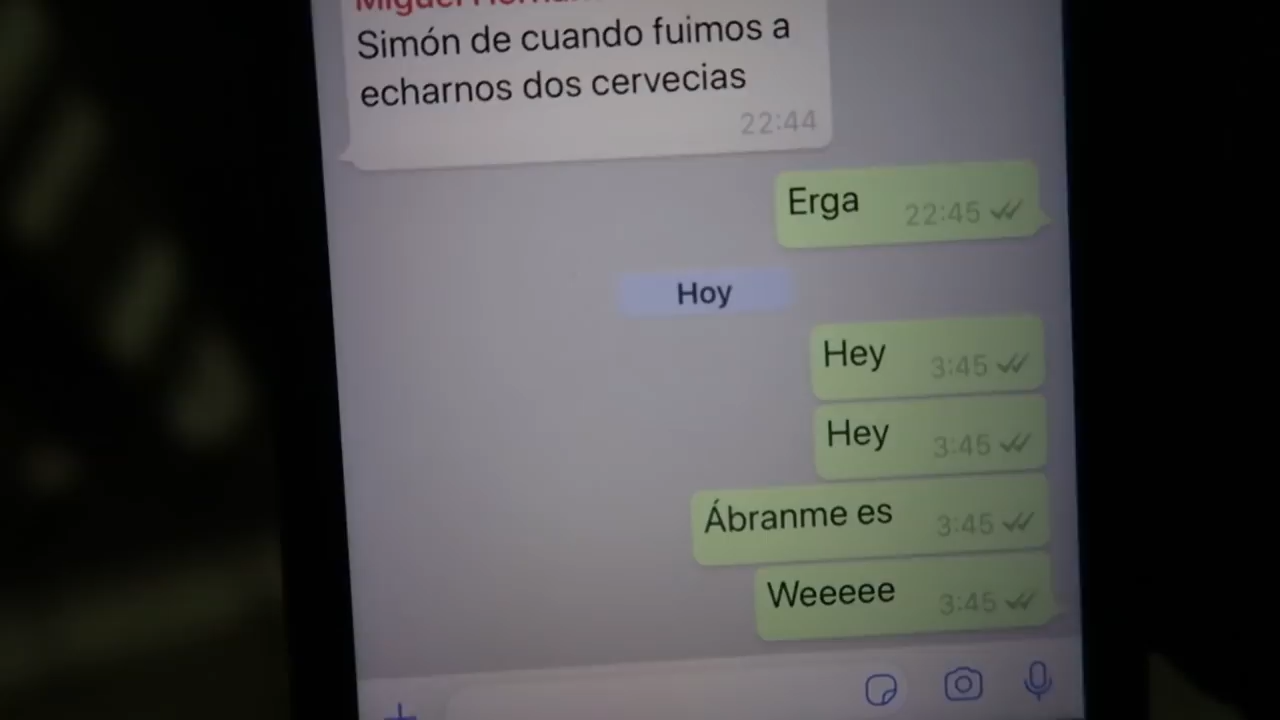 Miguel
Simón de cuando fuimos a
echarnos dos cervecias
22:44
Erga 22:45
Hoy
Hey 3:45
Hey 3:45
Ábranme es 3:45
Weeeee 3:45